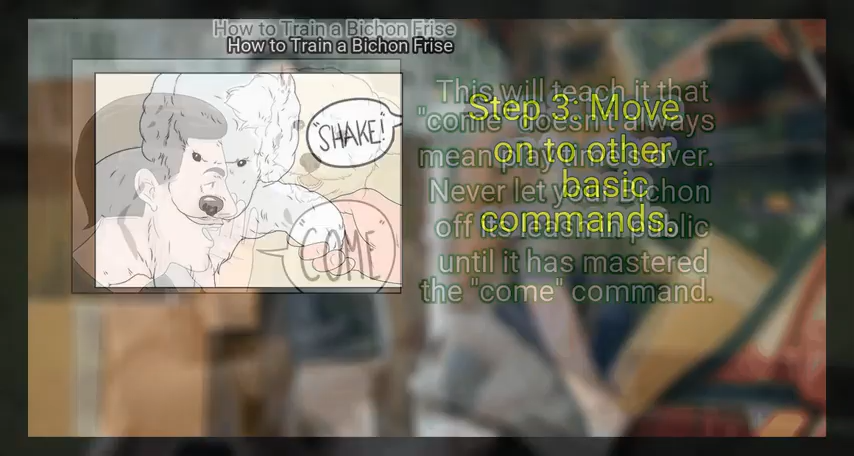 How to Train a Bichon Frise
How to Train a Bichon Frise
"SHAKE!"
"COME"
Step 3: Move
on to other
basic
commands.
This will teach it that
"come" doesn't always
mean playtime is over.
Never let your Bichon
off its leash in public
until it has mastered
the "come" command.